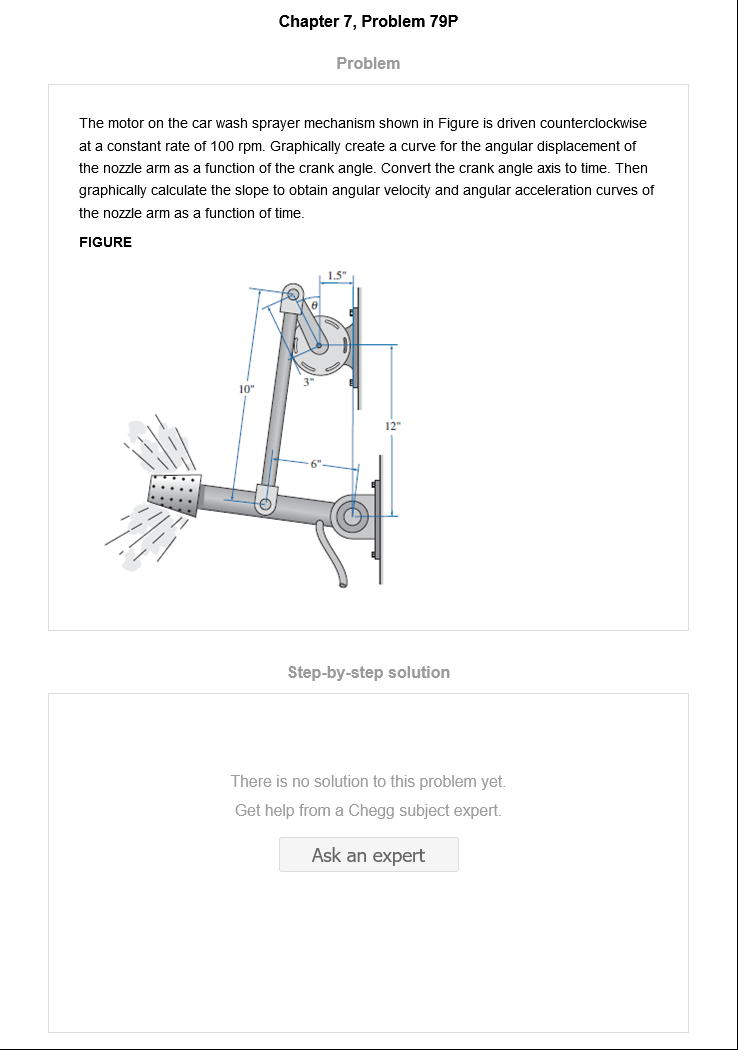 Chapter 7, Problem 79P
Problem
The motor on the car wash sprayer mechanism shown in Figure is driven counterclockwise
at a constant rate of 100 rpm. Graphically create a curve for the angular displacement of
the nozzle arm as a function of the crank angle. Convert the crank angle axis to time. Then
graphically calculate the slope to obtain angular velocity and angular acceleration curves of
the nozzle arm as a function of time.
FIGURE
1.5"
θ
3"
10"
12"
6"
Step-by-step solution
There is no solution to this problem yet.
Get help from a Chegg subject expert.
Ask an expert